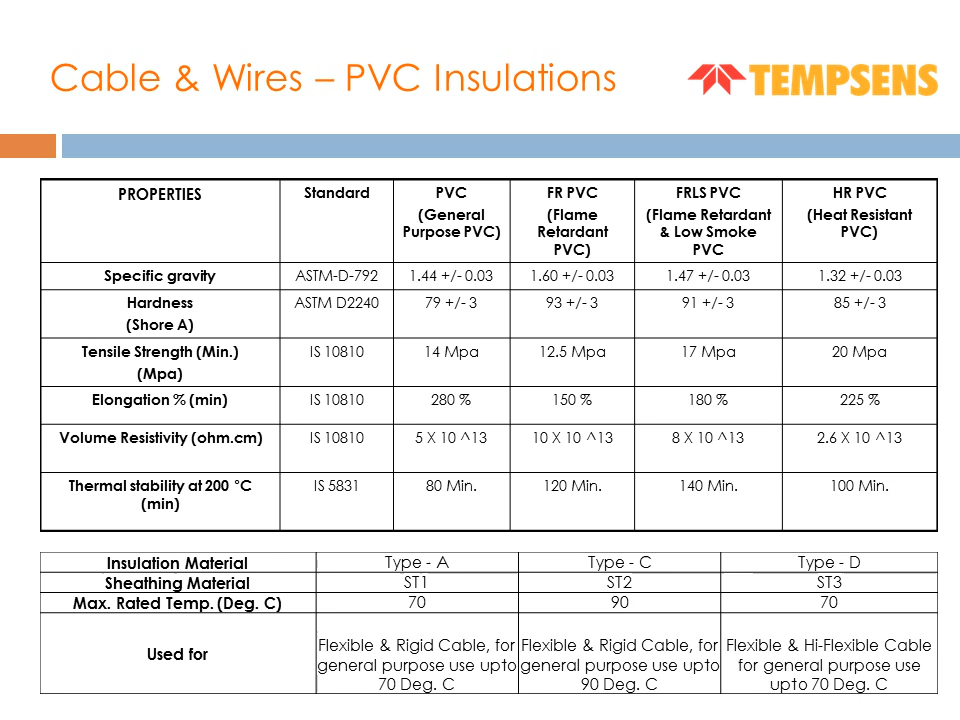 Cable & Wires – PVC Insulations
TEMPSENS
PROPERTIES Standard PVC FR PVC FRLS PVC HR PVC
(General (Flame (Flame Retardant (Heat Resistant
Purpose PVC) Retardant & Low Smoke PVC)
PVC) PVC
Specific gravity ASTM-D-792 1.44 +/- 0.03 1.60 +/- 0.03 1.47 +/- 0.03 1.32 +/- 0.03
Hardness ASTM D2240 79 +/- 3 93 +/- 3 91 +/- 3 85 +/- 3
(Shore A)
Tensile Strength (Min.) IS 10810 14 Mpa 12.5 Mpa 17 Mpa 20 Mpa
(Mpa)
Elongation % (min) IS 10810 280 % 150 % 180 % 225 %
Volume Resistivity (ohm.cm) IS 10810 5 X 10 ^13 10 X 10 ^13 8 X 10 ^13 2.6 X 10 ^13
Thermal stability at 200 °C IS 5831 80 Min. 120 Min. 140 Min. 100 Min.
(min)
Insulation Material Type - A Type - C Type - D
Sheathing Material ST1 ST2 ST3
Max. Rated Temp. (Deg. C) 70 90 70
Used for
Flexible & Rigid Cable, for Flexible & Rigid Cable, for Flexible & Hi-Flexible Cable
general purpose use upto general purpose use upto for general purpose use
70 Deg. C 90 Deg. C upto 70 Deg. C